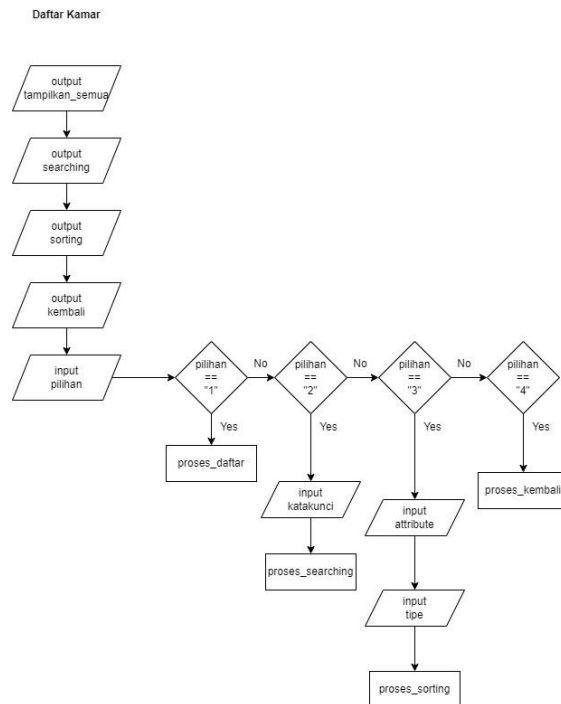 Daftar Kamar
output
tampilkan_semua
output
searching
output
sorting
output
kembali
input
pilihan
pilihan
==
"1"
No
pilihan
==
"2"
No
pilihan
==
"3"
No
pilihan
==
"4"
Yes
Yes
Yes
Yes
proses_daftar
input
katakunci
input
attribute
proses_kembali
proses_searching
input
tipe
proses_sorting